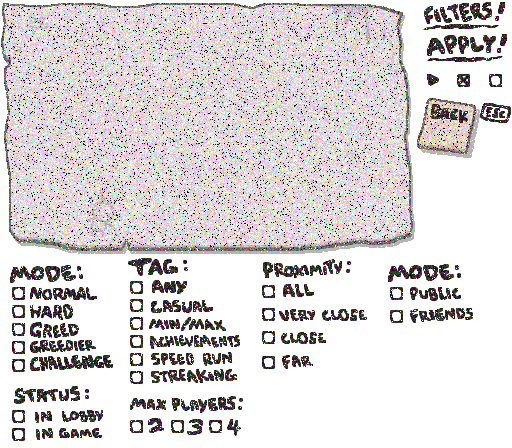 FILTERS!
APPLY!
BACK ESC
MODE:
NORMAL
HARD
GREED
GREEDIER
CHALLENGE
STATUS:
IN LOBBY
IN GAME
TAG:
ANY
CASUAL
MIN/MAX
ACHIEVEMENTS
SPEED RUN
STREAKING
MAX PLAYERS:
2 3 4
PROXIMITY:
ALL
VERY CLOSE
CLOSE
FAR
MODE:
PUBLIC
FRIENDS